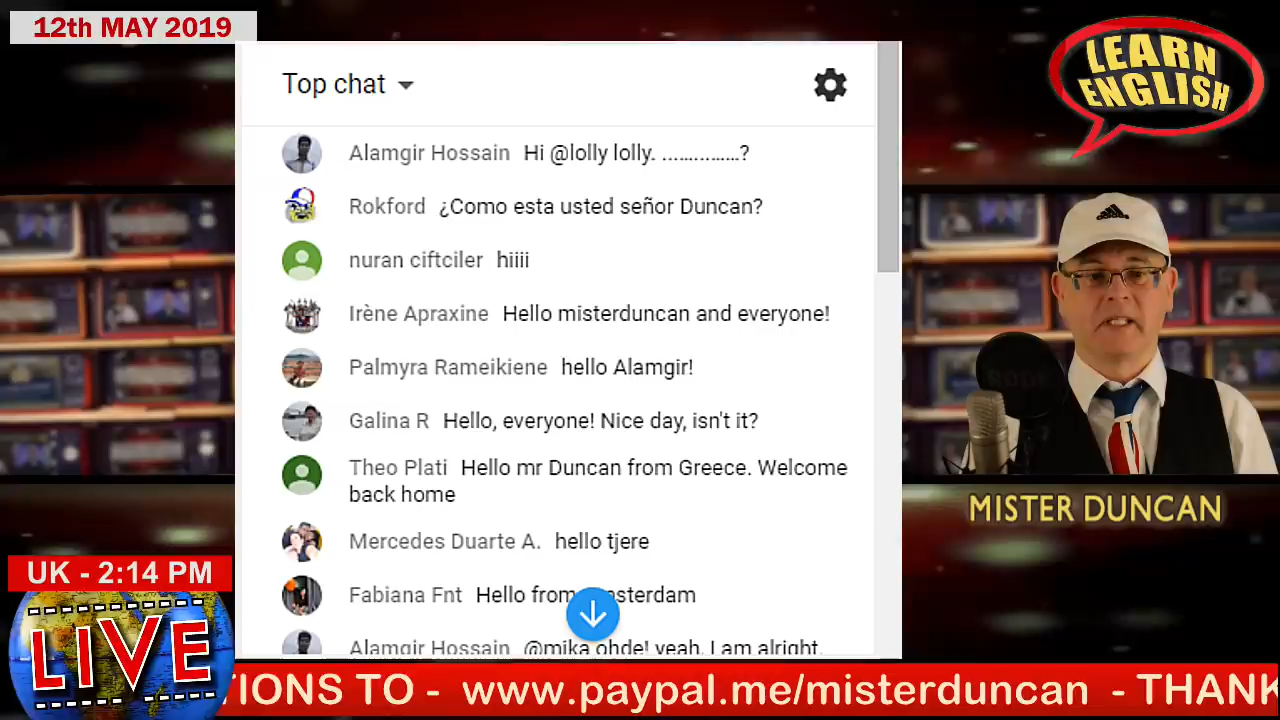 12th MAY 2019
LEARN
ENGLISH
Top chat
Alamgir Hossain Hi @lolly lolly. ..............?
Rokford ¿Como esta usted señor Duncan?
nuran ciftciler hiiii
Irène Apraxine Hello misterduncan and everyone!
Palmyra Rameikiene hello Alamgir!
Galina R Hello, everyone! Nice day, isn't it?
Theo Plati Hello mr Duncan from Greece. Welcome
back home
Mercedes Duarte A. hello tjere
Fabiana Fnt Hello from
Alamgir Hossain @mika ohde! yeah. I am alright.
MISTER DUNCAN
UK - 2:14 PM
LIVE
TIONS TO - www.paypal.me/misterduncan - THANK